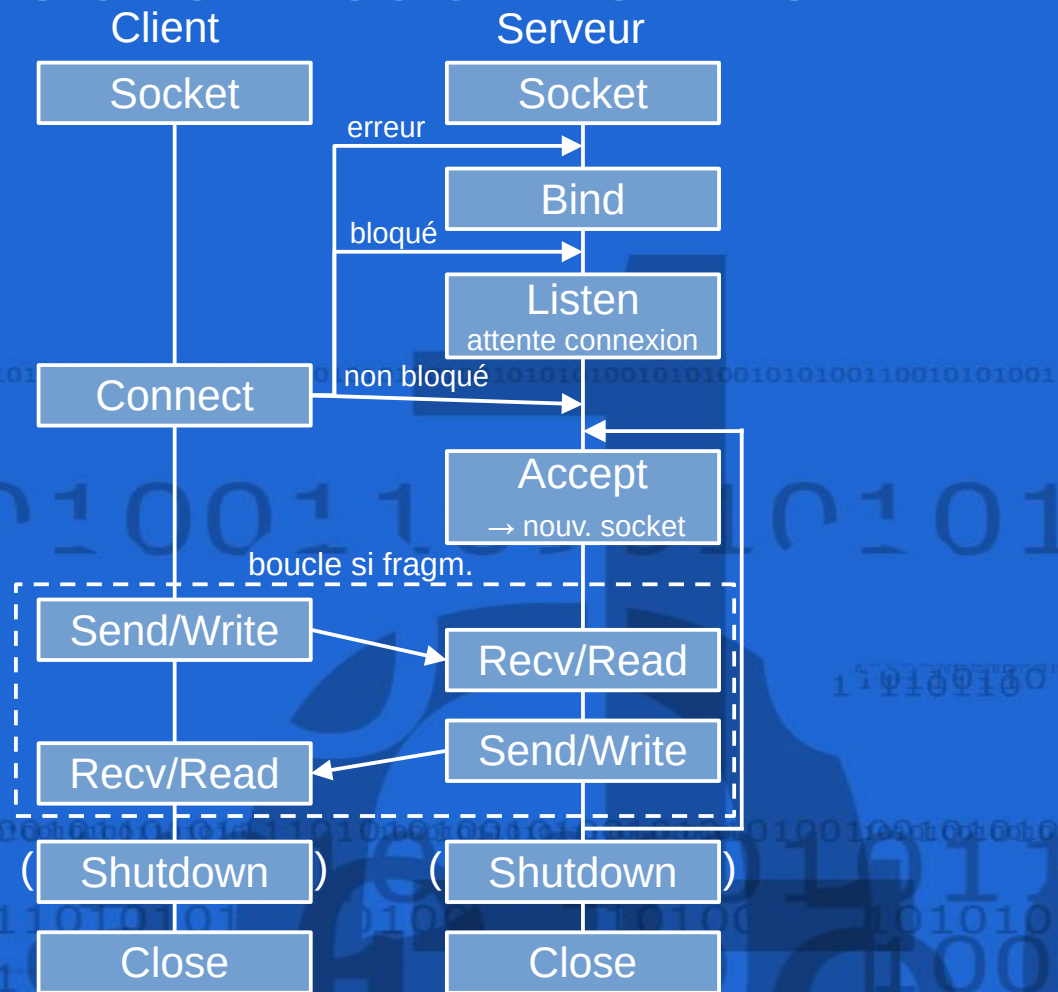 Client Serveur
Socket Socket
erreur
Bind
bloqué
Listen
attente connexion
non bloqué
Connect
Accept
→ nouv. socket
boucle si fragm.
Send/Write
Recv/Read
Send/Write
Recv/Read
( Shutdown ) ( Shutdown )
Close Close